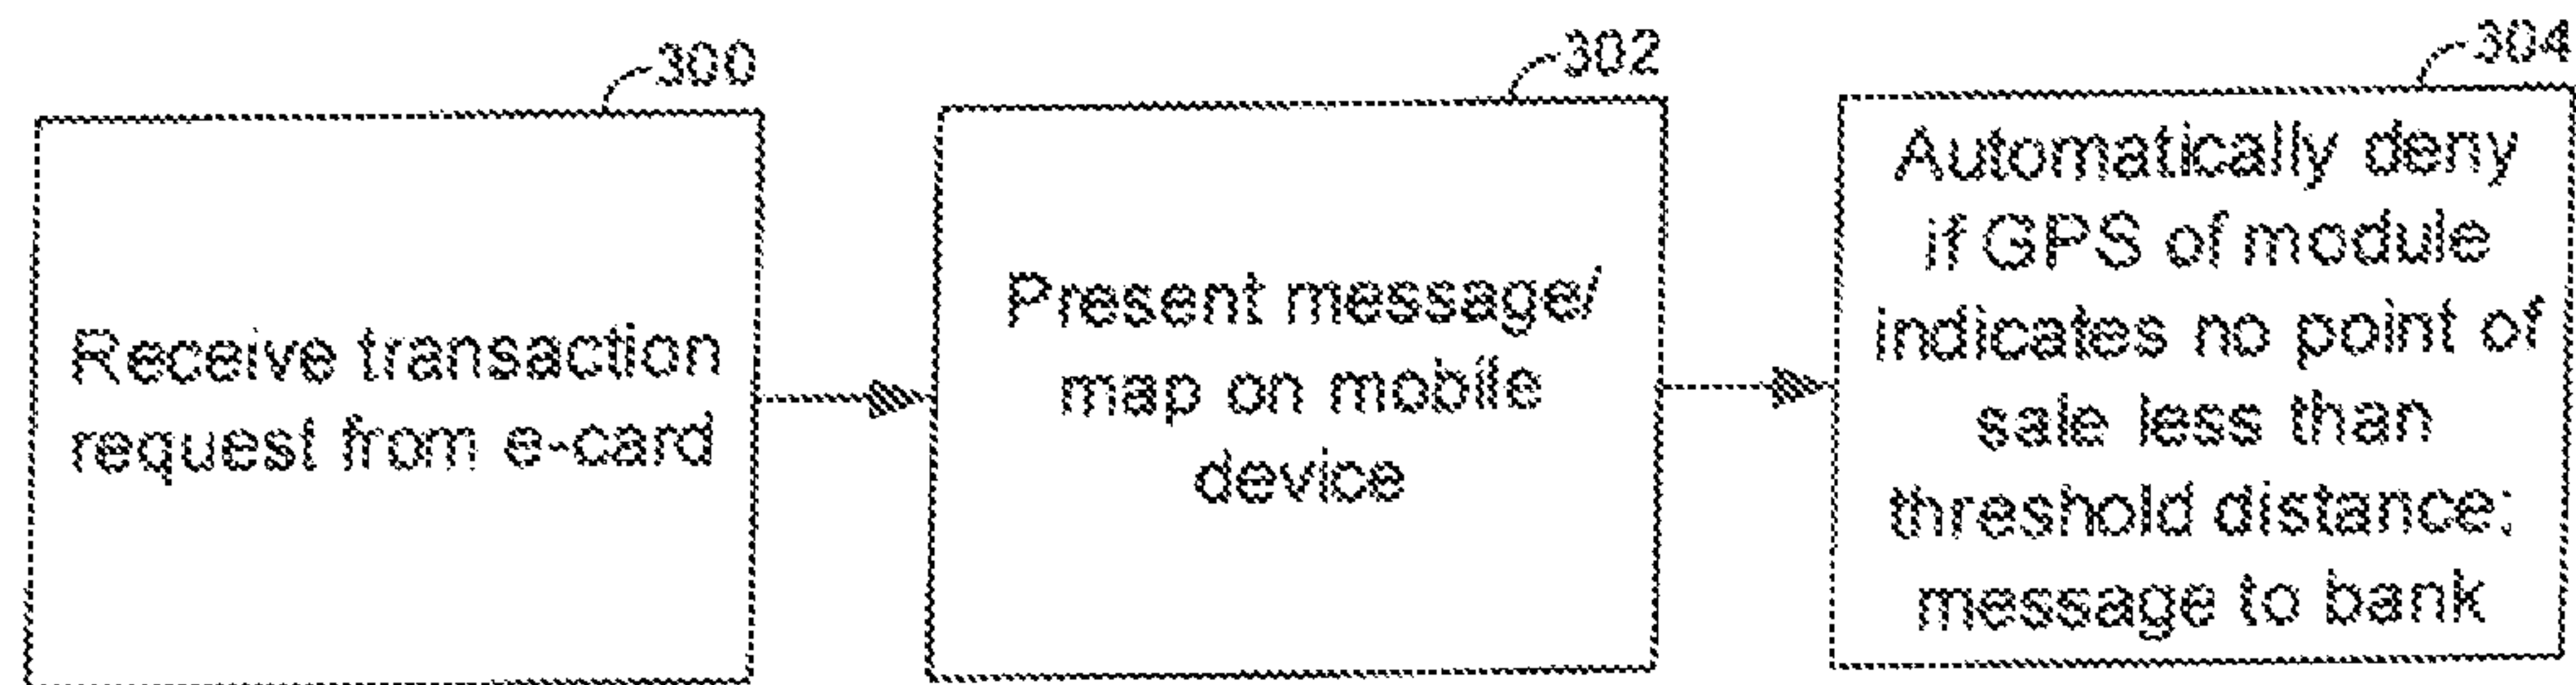 300
Receive transaction
request from e-card
302
Present message/
map on mobile
device
304
Automatically deny
if GPS of module
indicates no point of
sale less than
threshold distance;
message to bank